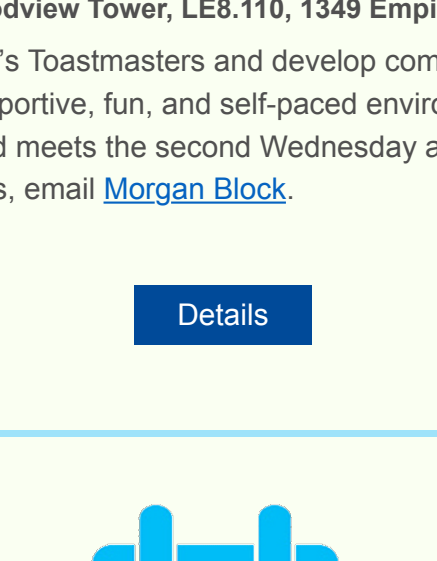 odview Tower, LE8.110, 1349 Empi
's Toastmasters and develop com
portive, fun, and self-paced enviro
d meets the second Wednesday a
s, email Morgan Block.
Details